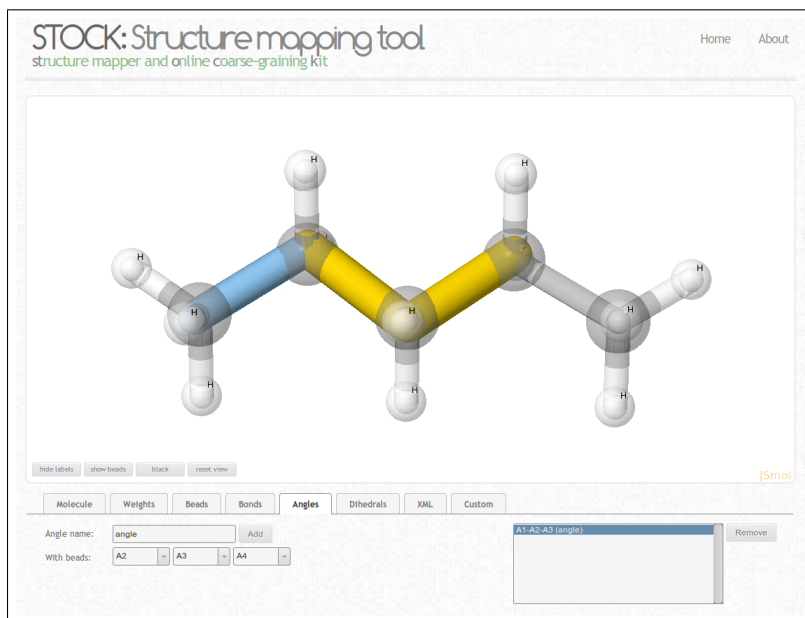 STOCK: Structure mapping tool
structure mapper and online coarse-graining kit
Home About
H
H
H
H
H
H
H
H
H
H
H
hide labels show beads black reset view
JSmol
Molecule Weights Beads Bonds Angles Dihedrals XML Custom
Angle name: angle Add
With beads: A2 A3 A4
A1-A2-A3 (angle)
Remove